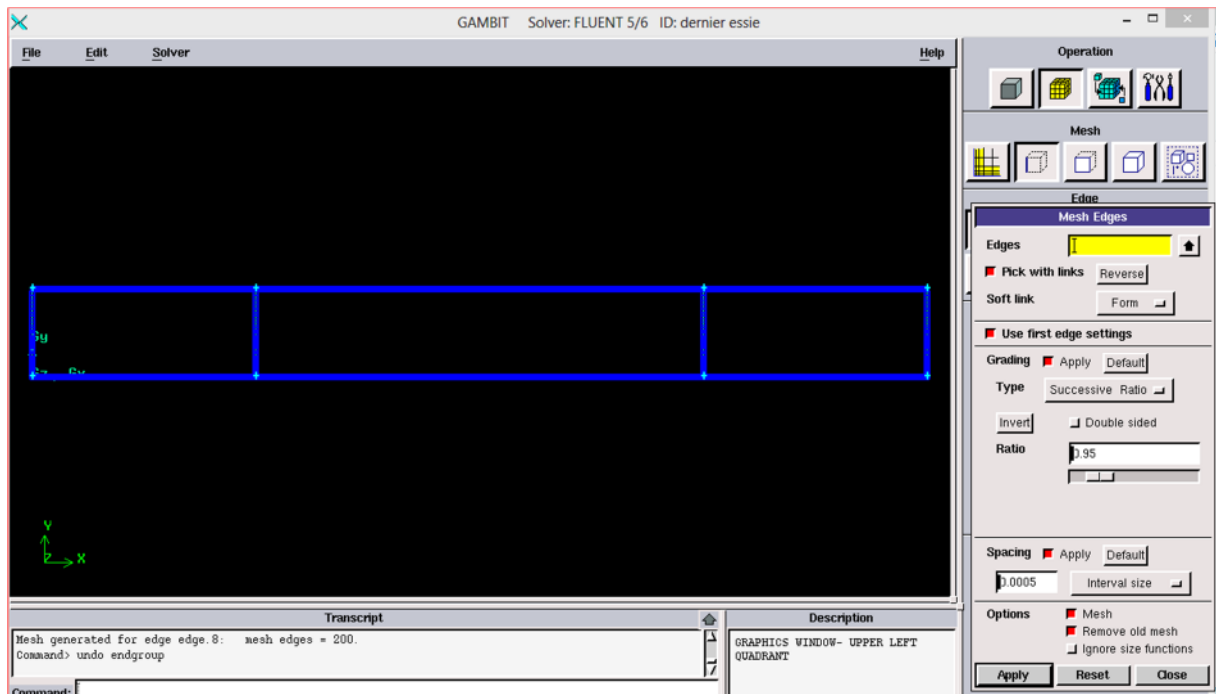 GAMBIT Solver: FLUENT 5/6 ID: dernier essie
File Edit Solver Help
Operation
Mesh
Edge
Mesh Edges
Edges
Pick with links Reverse
Soft link Form
Use first edge settings
Grading Apply Default
Type Successive Ratio
Invert Double sided
Ratio 0.95
Spacing Apply Default
0.0005 Interval size
Options Mesh
Remove old mesh
Ignore size functions
Apply Reset Close
Gy
Gx
Y
Z X
Transcript
Mesh generated for edge edge.8: mesh edges = 200.
Command> undo endgroup
Command:
Description
GRAPHICS WINDOW- UPPER LEFT
QUADRANT